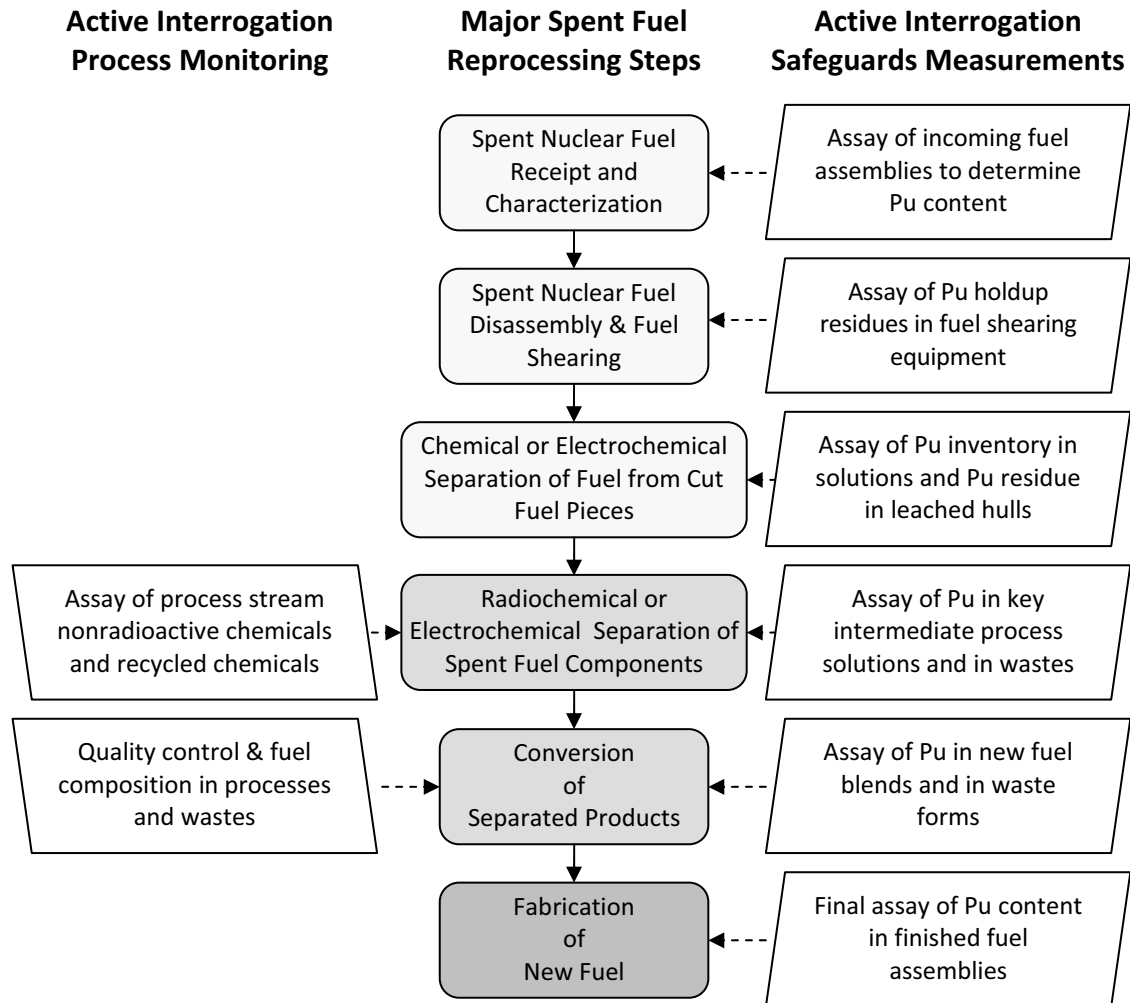 Active Interrogation
Process Monitoring
Major Spent Fuel
Reprocessing Steps
Active Interrogation
Safeguards Measurements
Spent Nuclear Fuel
Receipt and
Characterization
Assay of incoming fuel
assemblies to determine
Pu content
Spent Nuclear Fuel
Disassembly & Fuel
Shearing
Assay of Pu holdup
residues in fuel shearing
equipment
Chemical or Electrochemical
Separation of Fuel from Cut
Fuel Pieces
Assay of Pu inventory in
solutions and Pu residue
in leached hulls
Assay of process stream
nonradioactive chemicals
and recycled chemicals
Radiochemical or
Electrochemical Separation of
Spent Fuel Components
Assay of Pu in key
intermediate process
solutions and in wastes
Quality control & fuel
composition in processes
and wastes
Conversion
of
Separated Products
Assay of Pu in new fuel
blends and in waste
forms
Fabrication
of
New Fuel
Final assay of Pu content
in finished fuel
assemblies